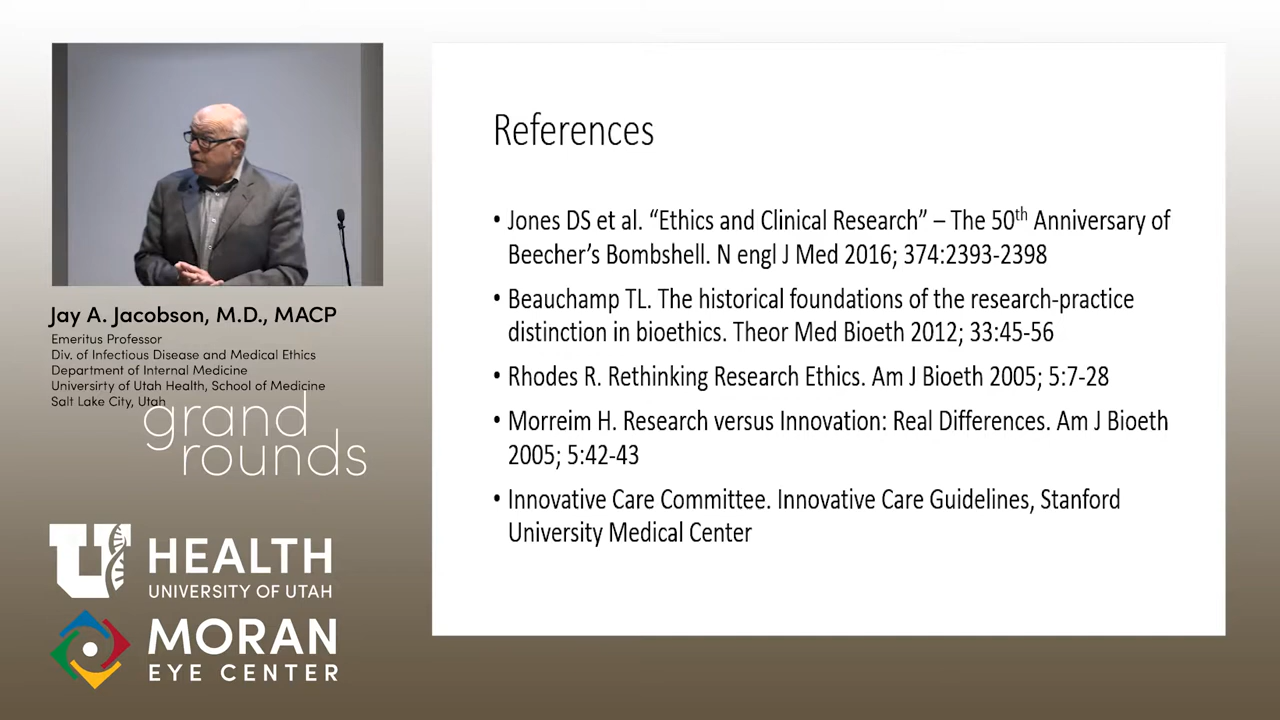 Jay A. Jacobson, M.D., MACP
Emeritus Professor
Div. of Infectious Disease and Medical Ethics
Department of Internal Medicine
Universirty of Utah Health, School of Medicine
Salt Lake City, Utah
grand
rounds
U HEALTH
UNIVERSITY OF UTAH
MORAN
EYE CENTER
References
• Jones DS et al. “Ethics and Clinical Research” – The 50th Anniversary of
Beecher’s Bombshell. N engl J Med 2016; 374:2393-2398
• Beauchamp TL. The historical foundations of the research-practice
distinction in bioethics. Theor Med Bioeth 2012; 33:45-56
• Rhodes R. Rethinking Research Ethics. Am J Bioeth 2005; 5:7-28
• Morreim H. Research versus Innovation: Real Differences. Am J Bioeth
2005; 5:42-43
• Innovative Care Committee. Innovative Care Guidelines, Stanford
University Medical Center